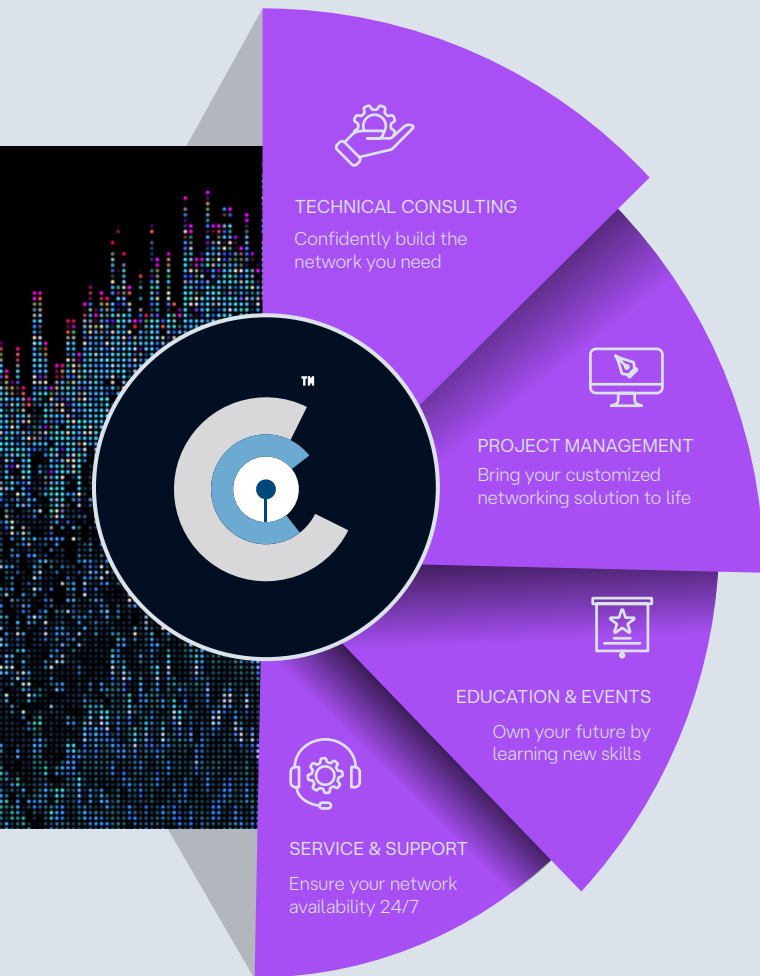 TECHNICAL CONSULTING
Confidently build the
network you need
TM
PROJECT MANAGEMENT
Bring your customized
networking solution to life
EDUCATION & EVENTS
Own your future by
learning new skills
SERVICE & SUPPORT
Ensure your network
availability 24/7